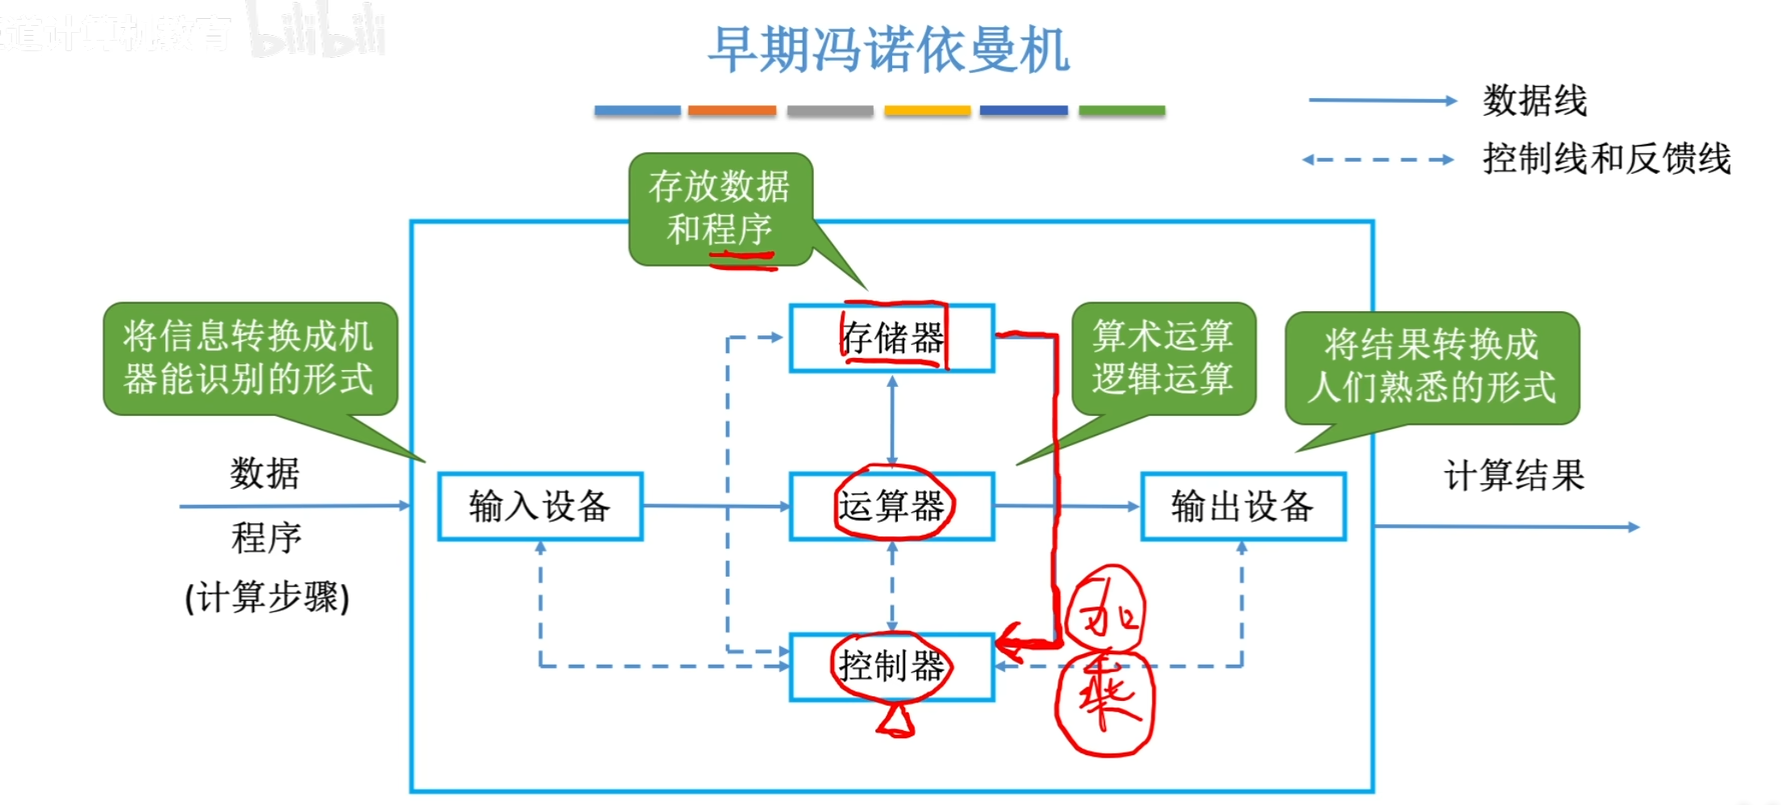 道计算机教育 bilibili
早期冯诺依曼机
数据线
控制线和反馈线
存放数据
和程序
将信息转换成机
器能识别的形式
存储器
算术运算
逻辑运算
将结果转换成
人们熟悉的形式
数据
程序
(计算步骤)
输入设备
运算器
输出设备
计算结果
控制器
加
乘